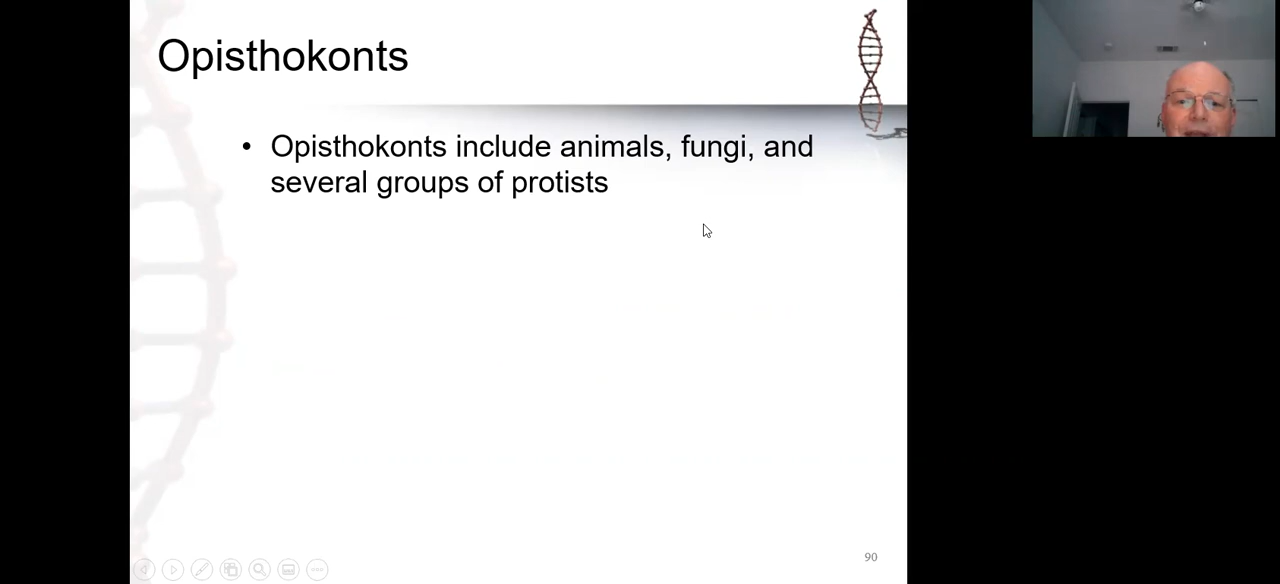 Opisthokonts
• Opisthokonts include animals, fungi, and
several groups of protists
90